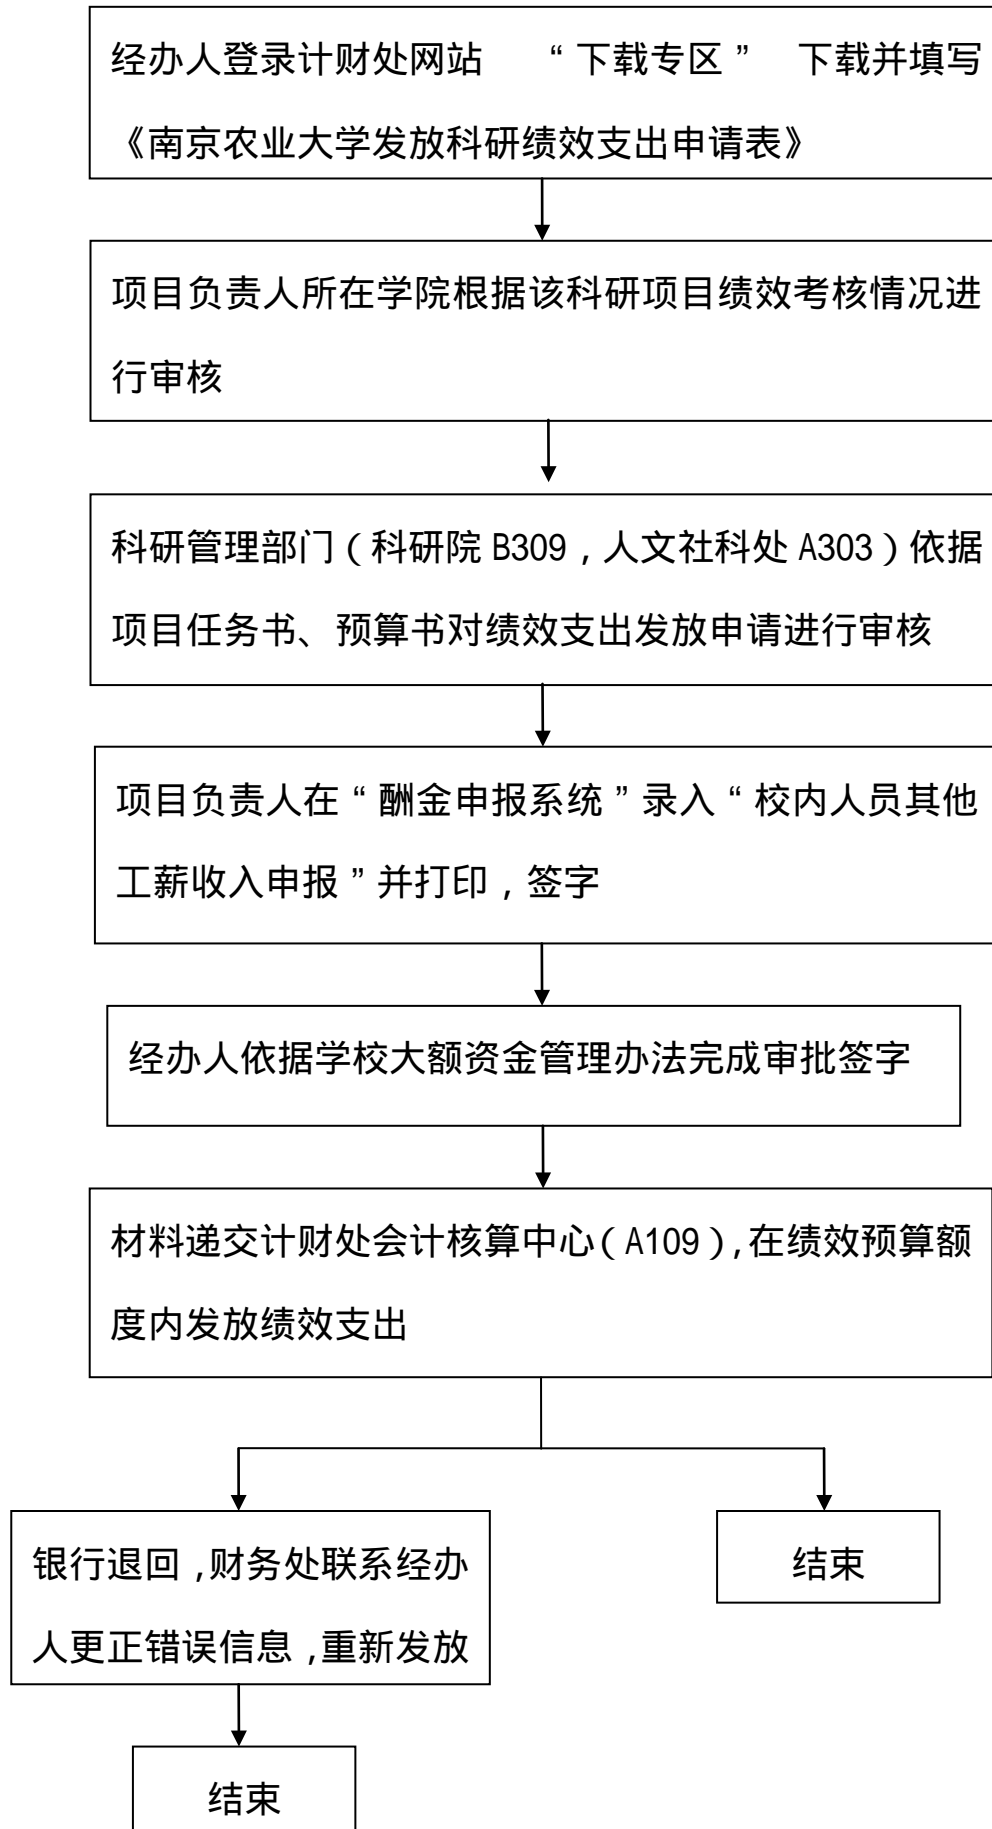 经办人登录计财处网站 “下载专区” 下载并填写
《南京农业大学发放科研绩效支出申请表》
项目负责人所在学院根据该科研项目绩效考核情况进
行审核
科研管理部门（科研院 B309，人文社科处 A303）依据
项目任务书、预算书对绩效支出发放申请进行审核
项目负责人在“酬金申报系统”录入“校内人员其他
工薪收入申报”并打印，签字
经办人依据学校大额资金管理办法完成审批签字
材料递交计财处会计核算中心（A109），在绩效预算额
度内发放绩效支出
银行退回，财务处联系经办
人更正错误信息，重新发放
结束
结束